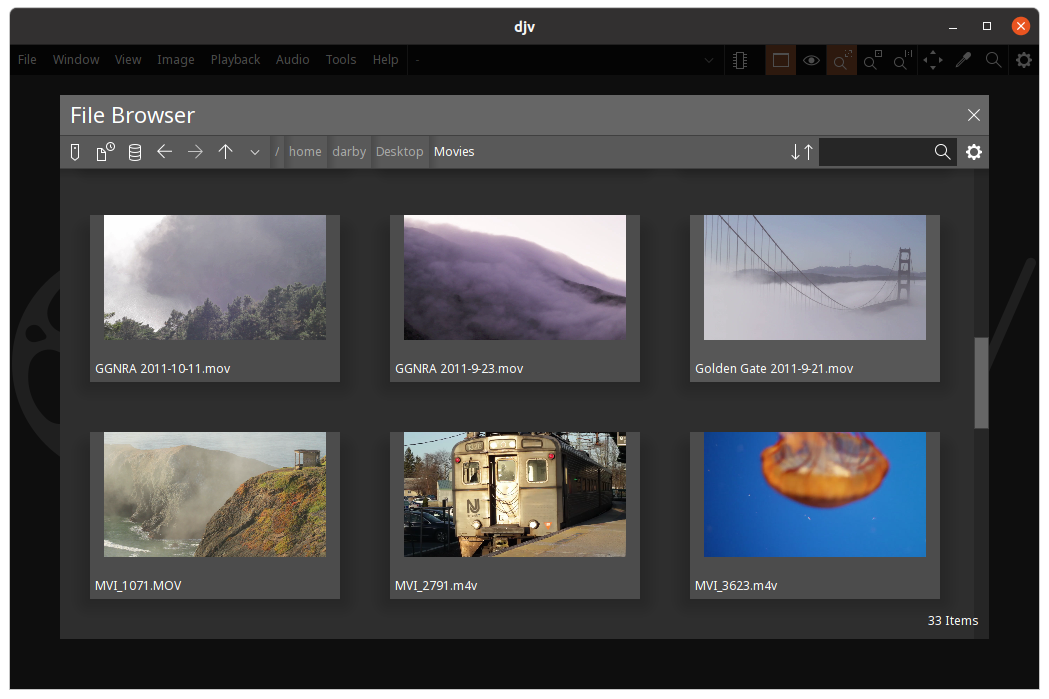 djv
File Window View Image Playback Audio Tools Help -
File Browser
/ home darby Desktop Movies
GGNRA 2011-10-11.mov GGNRA 2011-9-23.mov Golden Gate 2011-9-21.mov
MVI_1071.MOV MVI_2791.m4v MVI_3623.m4v
33 Items